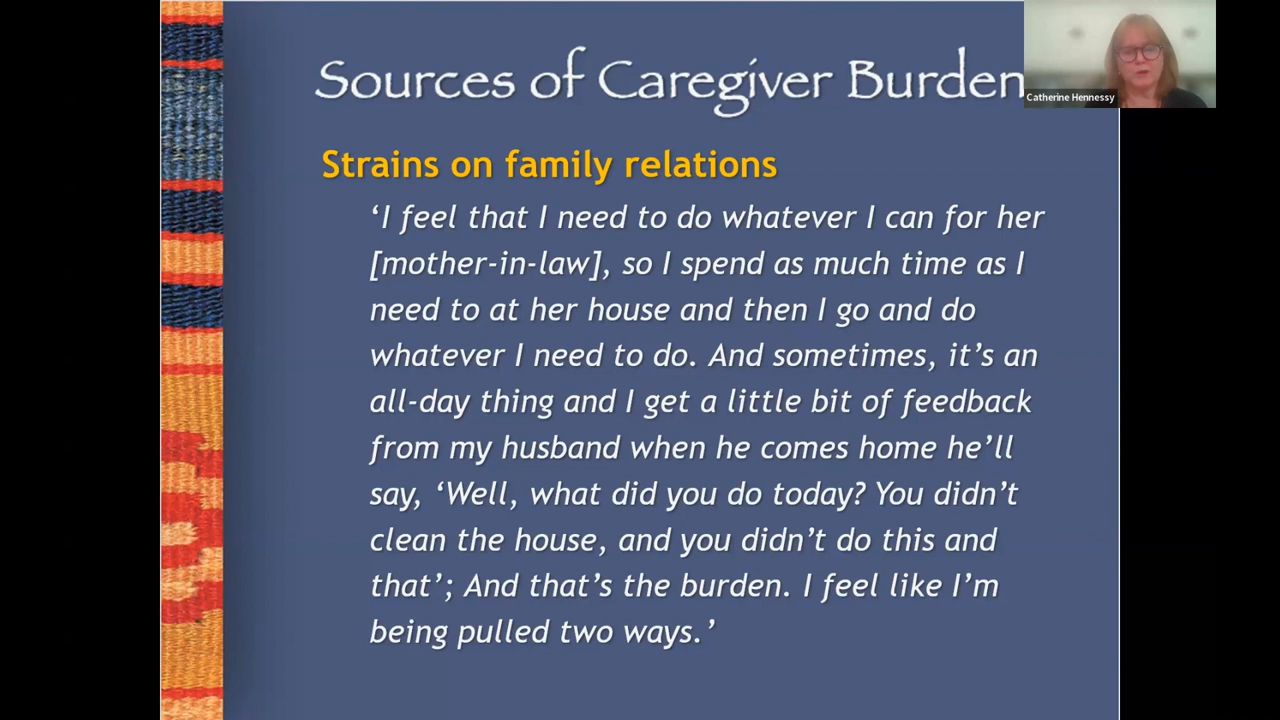 Sources of Caregiver Burden
Catherine Hennessy
Strains on family relations
‘I feel that I need to do whatever I can for her
[mother-in-law], so I spend as much time as I
need to at her house and then I go and do
whatever I need to do. And sometimes, it’s an
all-day thing and I get a little bit of feedback
from my husband when he comes home he’ll
say, ‘Well, what did you do today? You didn’t
clean the house, and you didn’t do this and
that’; And that’s the burden. I feel like I’m
being pulled two ways.’